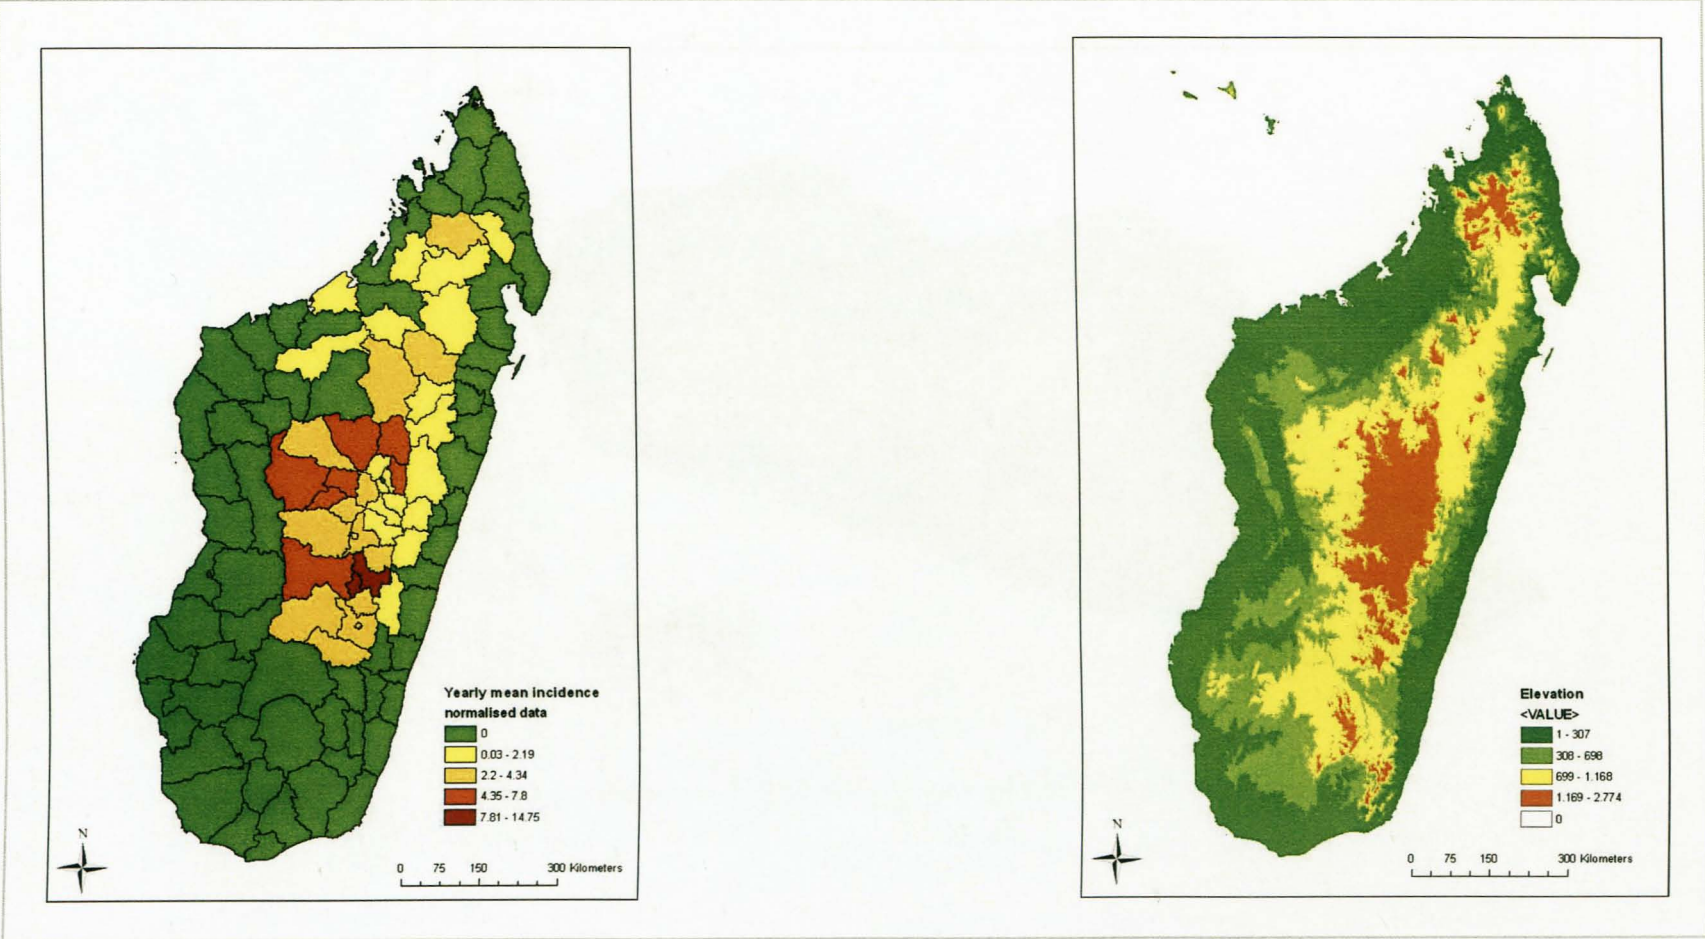 Yearly mean incidence
normalised data
0
0.03 - 2.19
2.2 - 4.34
4.35 - 7.8
7.81 - 14.75
N
0 75 150 300 Kilometers
Elevation
<VALUE>
1 - 307
308 - 698
699 - 1.168
1.169 - 2.774
0
N
0 75 150 300 Kilometers